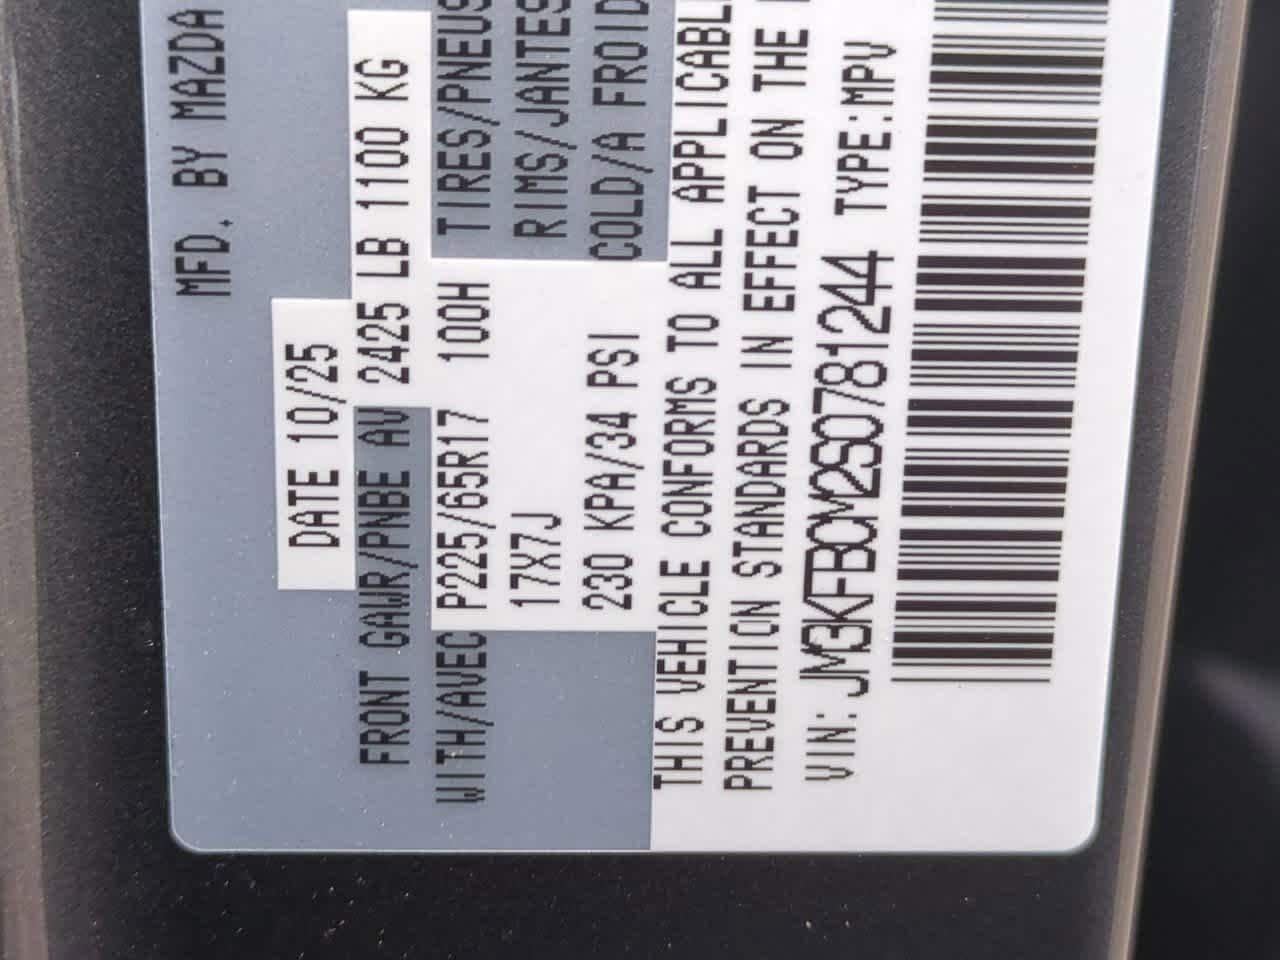 MFD. BY MAZDA
DATE 10/25
FRONT GAWR/PNBE AV 2425 LB 1100 KG
WITH/AVEC P225/65R17 100H TIRES/PNEUS
17X7J RIMS/JANTES
230 KPA/34 PSI COLD/A FROID
THIS VEHICLE CONFORMS TO ALL
PREVENTION STANDARDS IN EFFECT ON THE
VIN: JM3KFBCM2S0781244 TYPE:MPV